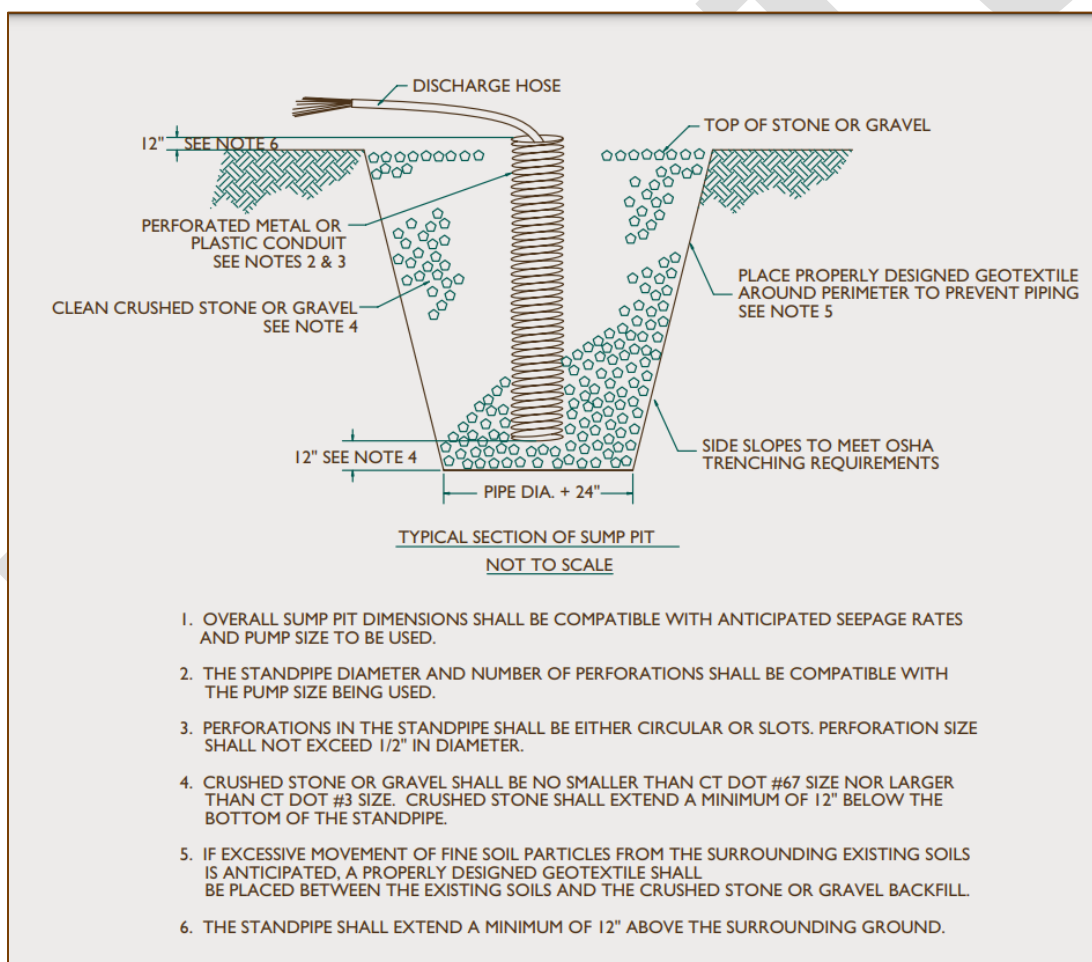 DISCHARGE HOSE
TOP OF STONE OR GRAVEL
12" SEE NOTE 6
PERFORATED METAL OR
PLASTIC CONDUIT
SEE NOTES 2 & 3
CLEAN CRUSHED STONE OR GRAVEL
SEE NOTE 4
PLACE PROPERLY DESIGNED GEOTEXTILE
AROUND PERIMETER TO PREVENT PIPING
SEE NOTE 5
12" SEE NOTE 4
SIDE SLOPES TO MEET OSHA
TRENCHING REQUIREMENTS
PIPE DIA. + 24"
TYPICAL SECTION OF SUMP PIT
NOT TO SCALE
1. OVERALL SUMP PIT DIMENSIONS SHALL BE COMPATIBLE WITH ANTICIPATED SEEPAGE RATES
AND PUMP SIZE TO BE USED.
2. THE STANDPIPE DIAMETER AND NUMBER OF PERFORATIONS SHALL BE COMPATIBLE WITH
THE PUMP SIZE BEING USED.
3. PERFORATIONS IN THE STANDPIPE SHALL BE EITHER CIRCULAR OR SLOTS. PERFORATION SIZE
SHALL NOT EXCEED 1/2" IN DIAMETER.
4. CRUSHED STONE OR GRAVEL SHALL BE NO SMALLER THAN CT DOT #67 SIZE NOR LARGER
THAN CT DOT #3 SIZE. CRUSHED STONE SHALL EXTEND A MINIMUM OF 12" BELOW THE
BOTTOM OF THE STANDPIPE.
5. IF EXCESSIVE MOVEMENT OF FINE SOIL PARTICLES FROM THE SURROUNDING EXISTING SOILS
IS ANTICIPATED, A PROPERLY DESIGNED GEOTEXTILE SHALL
BE PLACED BETWEEN THE EXISTING SOILS AND THE CRUSHED STONE OR GRAVEL BACKFILL.
6. THE STANDPIPE SHALL EXTEND A MINIMUM OF 12" ABOVE THE SURROUNDING GROUND.